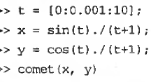 >> t = [0:0.001:10];
>> x = sin(t)./(t+1);
>> y = cos(t)./(t+1);
>> comet(x, y)